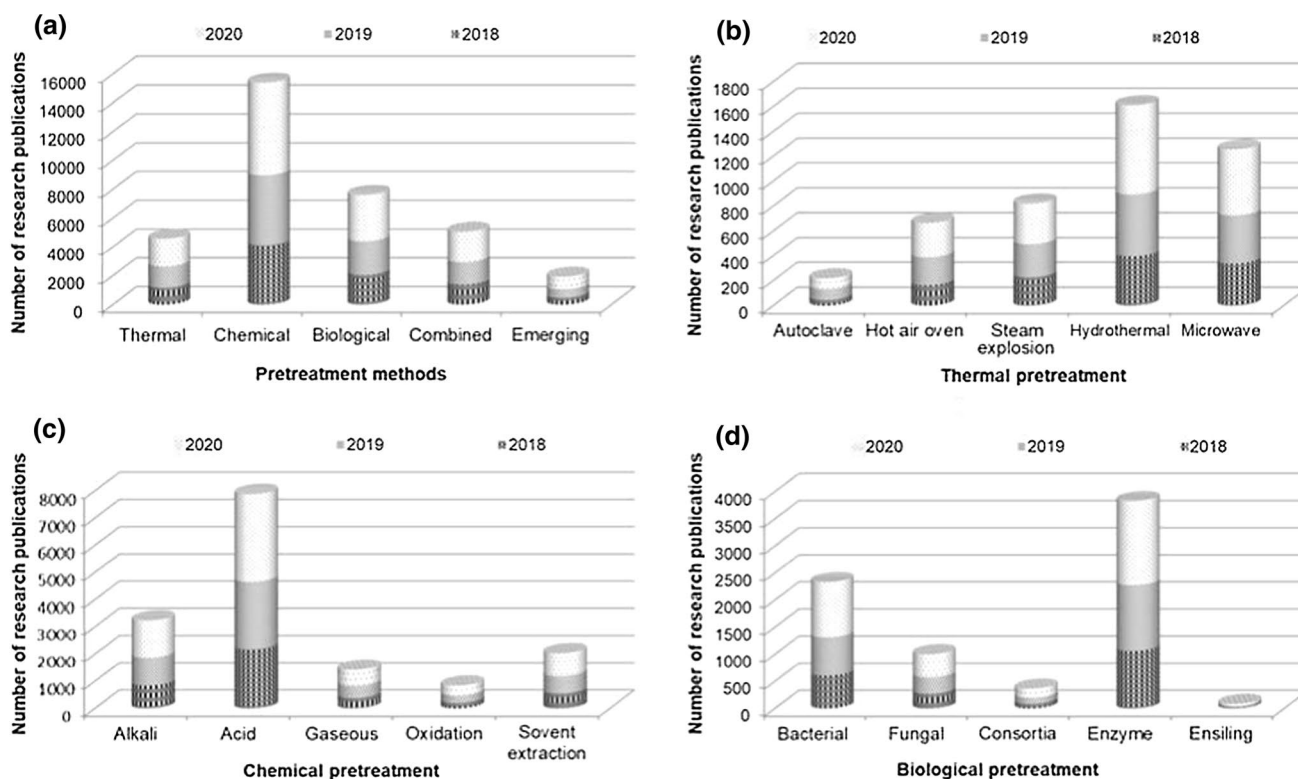 (a)
2020 2019 2018
Number of research publications
16000
14000
12000
10000
8000
6000
4000
2000
0
Thermal Chemical Biological Combined Emerging
Pretreatment methods
(b)
2020 2019 2018
Number of research publications
1800
1600
1400
1200
1000
800
600
400
200
0
Autoclave Hot air oven Steam Hydrothermal Microwave
explosion
Thermal pretreatment
(c)
2020 2019 2018
Number of research publications
8000
7000
6000
5000
4000
3000
2000
1000
0
Alkali Acid Gaseous Oxidation Sovent
extraction
Chemical pretreatment
(d)
2020 2019 2018
Number of research publications
4000
3500
3000
2500
2000
1500
1000
500
0
Bacterial Fungal Consortia Enzyme Ensiling
Biological pretreatment